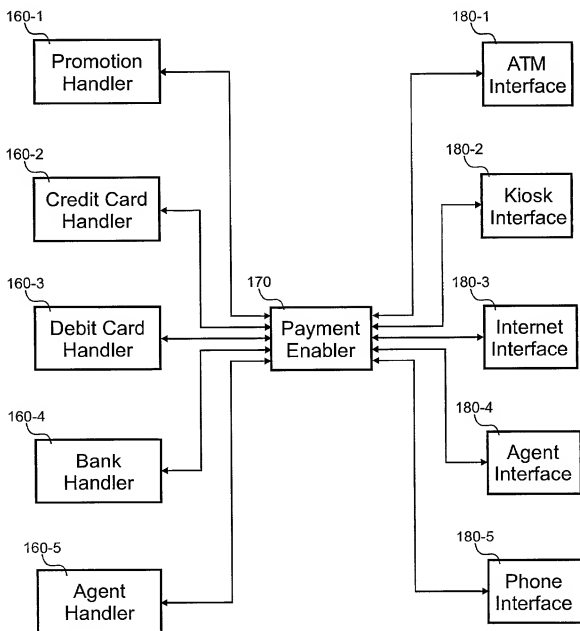 160-1
Promotion
Handler
160-2
Credit Card
Handler
160-3
Debit Card
Handler
160-4
Bank
Handler
160-5
Agent
Handler
170
Payment
Enabler
180-1
ATM
Interface
180-2
Kiosk
Interface
180-3
Internet
Interface
180-4
Agent
Interface
180-5
Phone
Interface